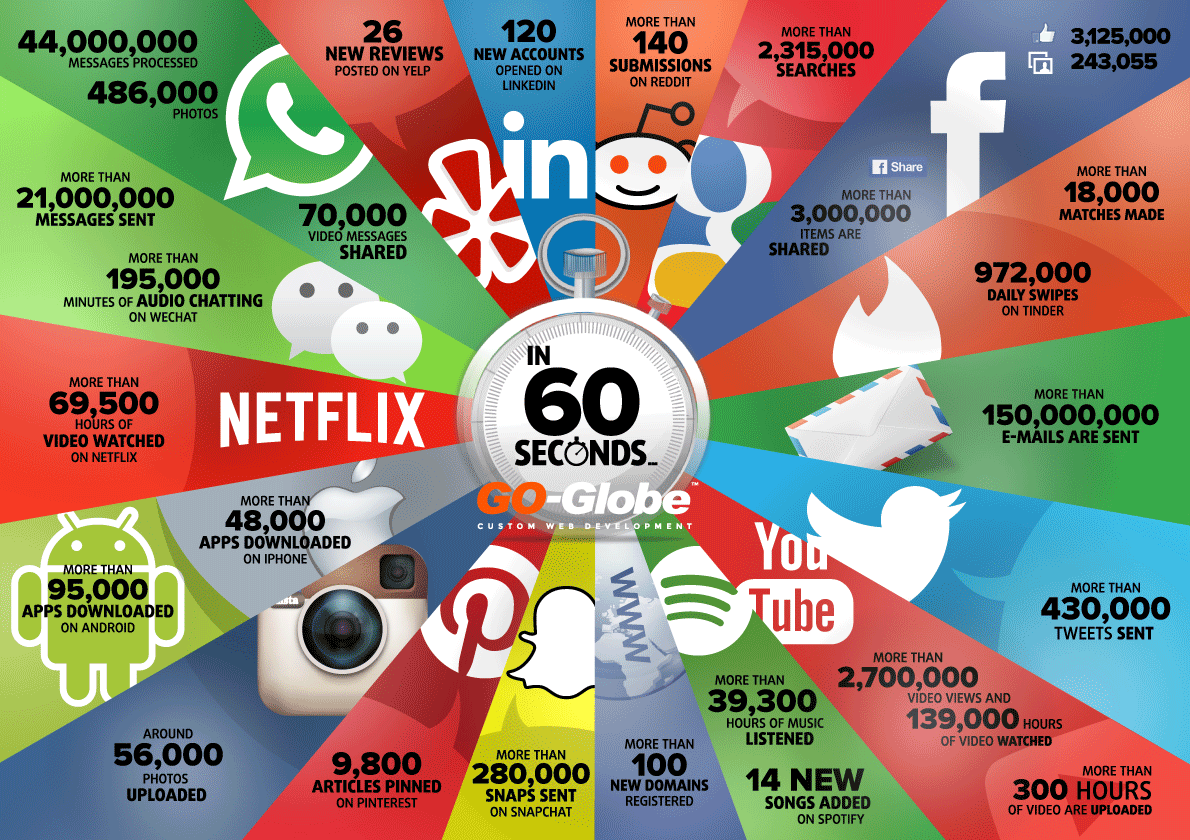 44,000,000
MESSAGES PROCESSED
486,000
PHOTOS
70,000
VIDEO MESSAGES
SHARED
26
NEW REVIEWS
POSTED ON YELP
120
NEW ACCOUNTS
OPENED ON
LINKEDIN
in
MORE THAN
140
SUBMISSIONS
ON REDDIT
MORE THAN
2,315,000
SEARCHES
g
f
3,125,000
243,055
f Share
MORE THAN
3,000,000
ITEMS ARE
SHARED
MORE THAN
18,000
MATCHES MADE
972,000
DAILY SWIPES
ON TINDER
MORE THAN
150,000,000
E-MAILS ARE SENT
MORE THAN
430,000
TWEETS SENT
You
Tube
MORE THAN
2,700,000
VIDEO VIEWS AND
139,000 HOURS
OF VIDEO WATCHED
MORE THAN
300 HOURS
OF VIDEO ARE UPLOADED
MORE THAN
39,300
HOURS OF MUSIC
LISTENED
14 NEW
SONGS ADDED
ON SPOTIFY
WWW
MORE THAN
100
NEW DOMAINS
REGISTERED
MORE THAN
280,000
SNAPS SENT
ON SNAPCHAT
9,800
ARTICLES PINNED
ON PINTEREST
Insta
AROUND
56,000
PHOTOS
UPLOADED
MORE THAN
95,000
APPS DOWNLOADED
ON ANDROID
MORE THAN
48,000
APPS DOWNLOADED
ON IPHONE
MORE THAN
69,500
HOURS OF
VIDEO WATCHED
ON NETFLIX
NETFLIX
MORE THAN
21,000,000
MESSAGES SENT
MORE THAN
195,000
MINUTES OF AUDIO CHATTING
ON WECHAT
IN
60
SECONDS...
GO-Globe™
CUSTOM WEB DEVELOPMENT